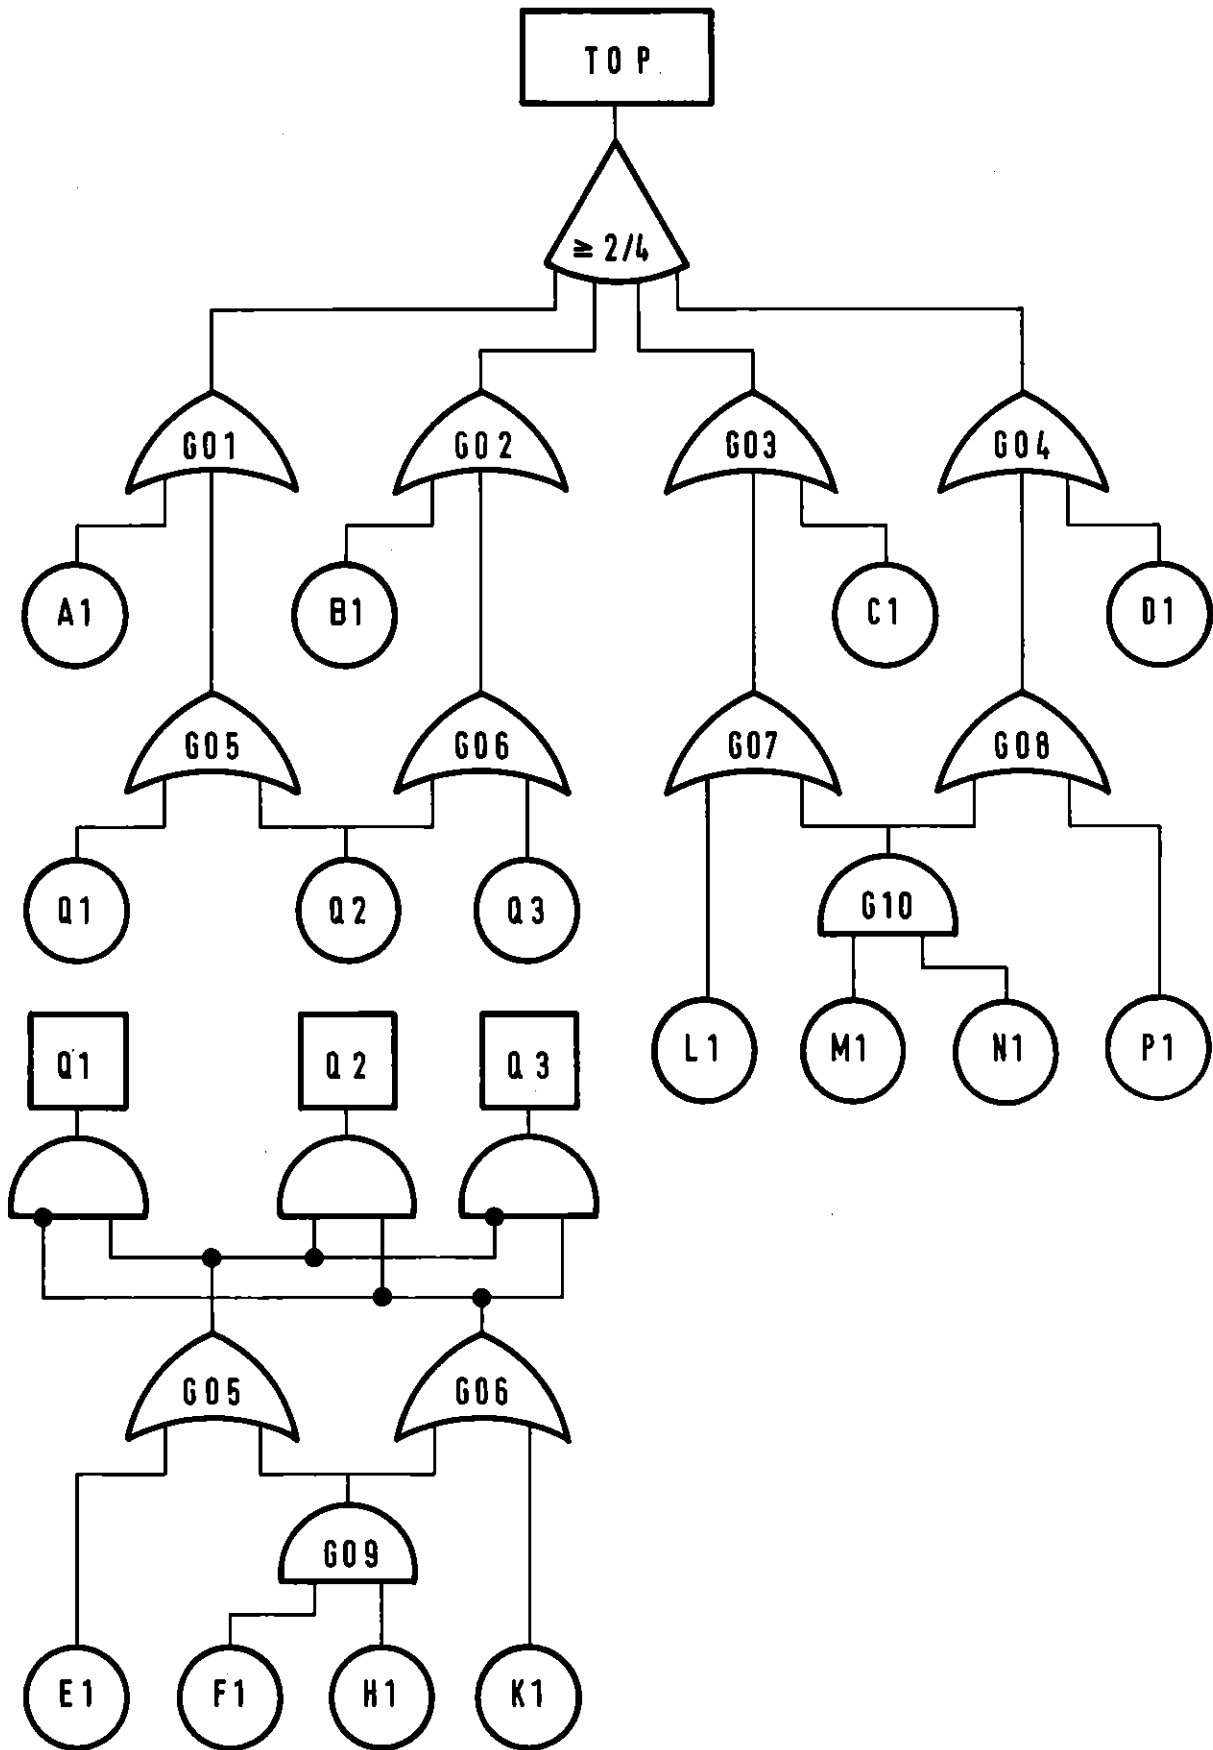 TOP
≥ 2/4
G01 G02 G03 G04
A1 B1 C1 D1
G05 G06 G07 G08
Q1 Q2 Q3 G10
L1 M1 N1 P1
Q1 Q2 Q3
G05 G06
G09
E1 F1 H1 K1